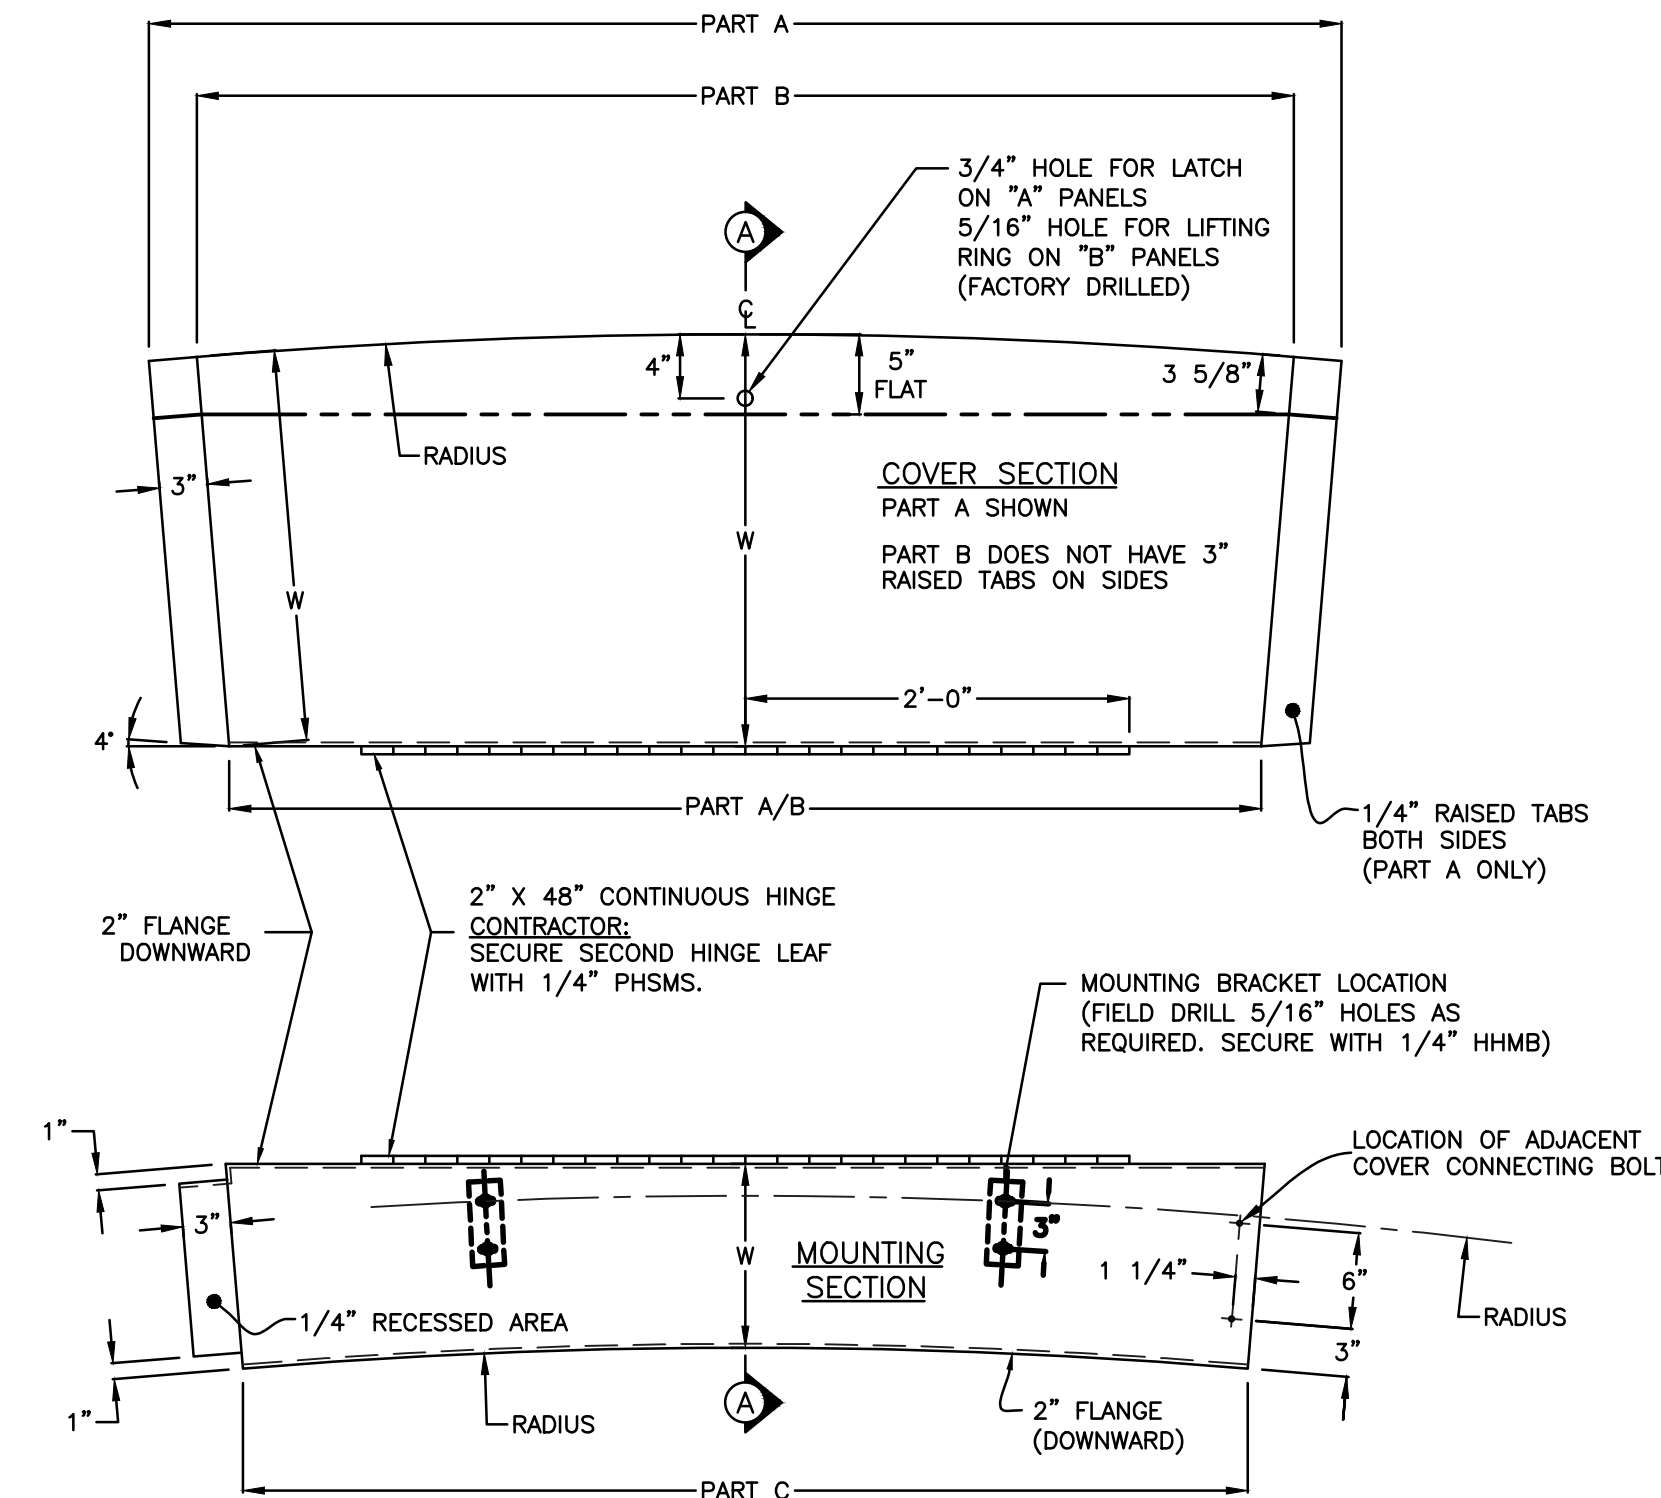 PART A
PART B
3/4" HOLE FOR LATCH
ON "A" PANELS
5/16" HOLE FOR LIFTING
RING ON "B" PANELS
(FACTORY DRILLED)
A
℄
4"
5"
FLAT
3 5/8"
RADIUS
3"
COVER SECTION
PART A SHOWN
PART B DOES NOT HAVE 3"
RAISED TABS ON SIDES
W
W
2'-0"
4°
PART A/B
1/4" RAISED TABS
BOTH SIDES
(PART A ONLY)
2" FLANGE
DOWNWARD
2" X 48" CONTINUOUS HINGE
CONTRACTOR:
SECURE SECOND HINGE LEAF
WITH 1/4" PHSMS.
MOUNTING BRACKET LOCATION
(FIELD DRILL 5/16" HOLES AS
REQUIRED. SECURE WITH 1/4" HHMB)
1"
LOCATION OF ADJACENT
COVER CONNECTING BOLT
3"
3"
W
MOUNTING
SECTION
1 1/4"
6"
1/4" RECESSED AREA
RADIUS
3"
1"
A
RADIUS
2" FLANGE
(DOWNWARD)
PART C